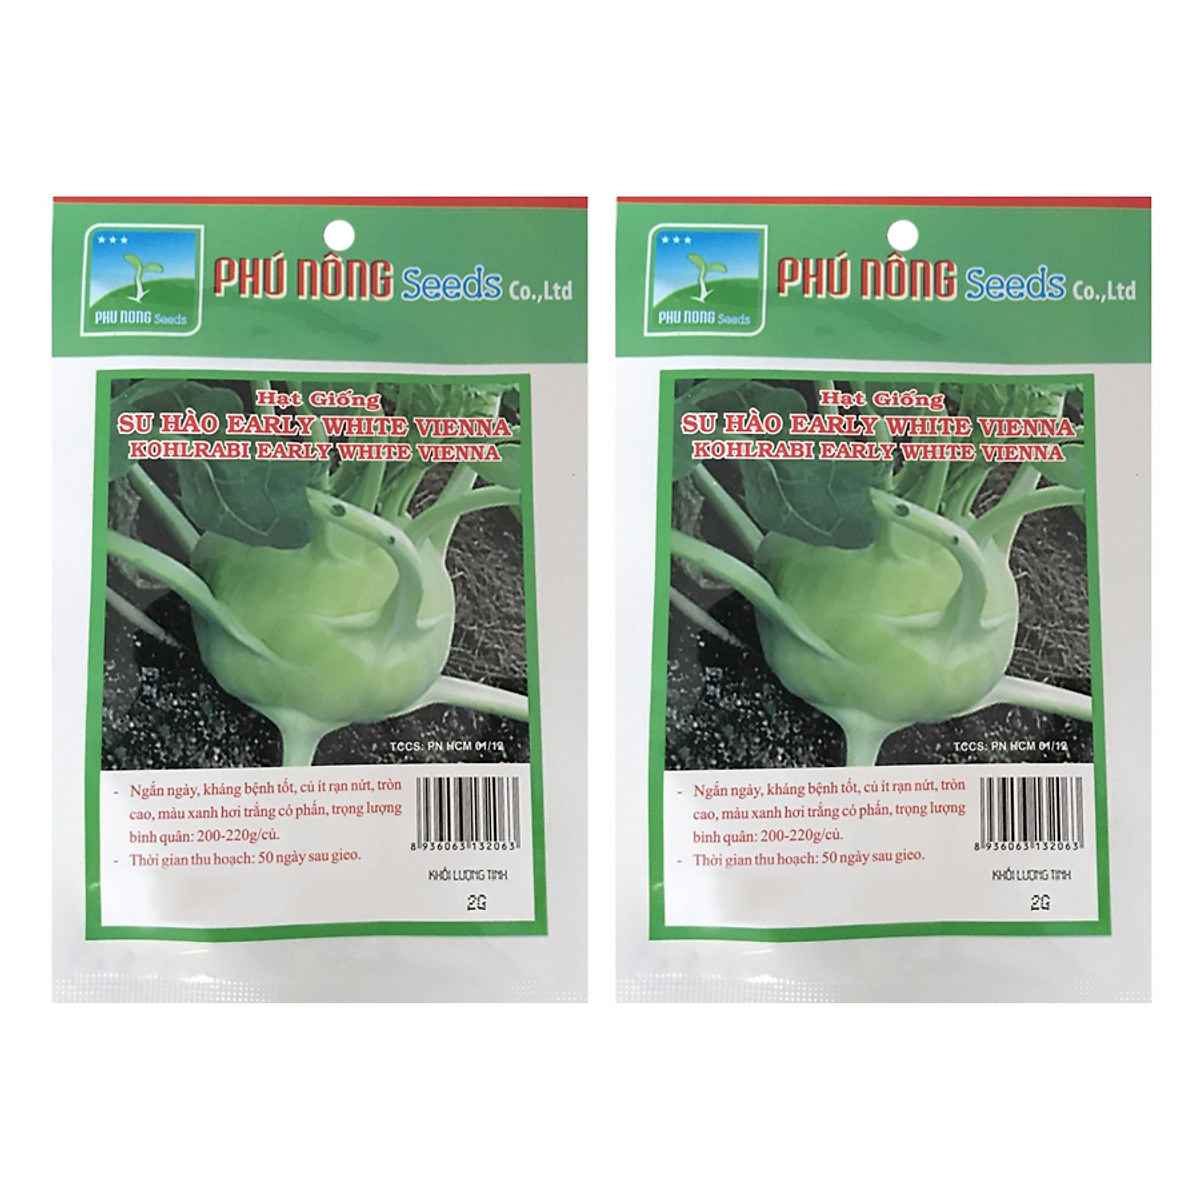 PHÚ NÔNG Seeds Co.,Ltd
PHU NONG Seeds
Hạt Giống
SU HÀO EARLY WHITE VIENNA
KOHLRABI EARLY WHITE VIENNA
TCCS: PN HCM 01/12
- Ngắn ngày, kháng bệnh tốt, củ ít rạn nứt, tròn
cao, màu xanh hơi trắng có phấn, trọng lượng
bình quân: 200-220g/củ.
- Thời gian thu hoạch: 50 ngày sau gieo.
8 936063 132063
KHỐI LƯỢNG TỊNH
2G
PHÚ NÔNG Seeds Co.,Ltd
PHU NONG Seeds
Hạt Giống
SU HÀO EARLY WHITE VIENNA
KOHLRABI EARLY WHITE VIENNA
TCCS: PN HCM 01/12
- Ngắn ngày, kháng bệnh tốt, củ ít rạn nứt, tròn
cao, màu xanh hơi trắng có phấn, trọng lượng
bình quân: 200-220g/củ.
- Thời gian thu hoạch: 50 ngày sau gieo.
8 936063 132063
KHỐI LƯỢNG TỊNH
2G